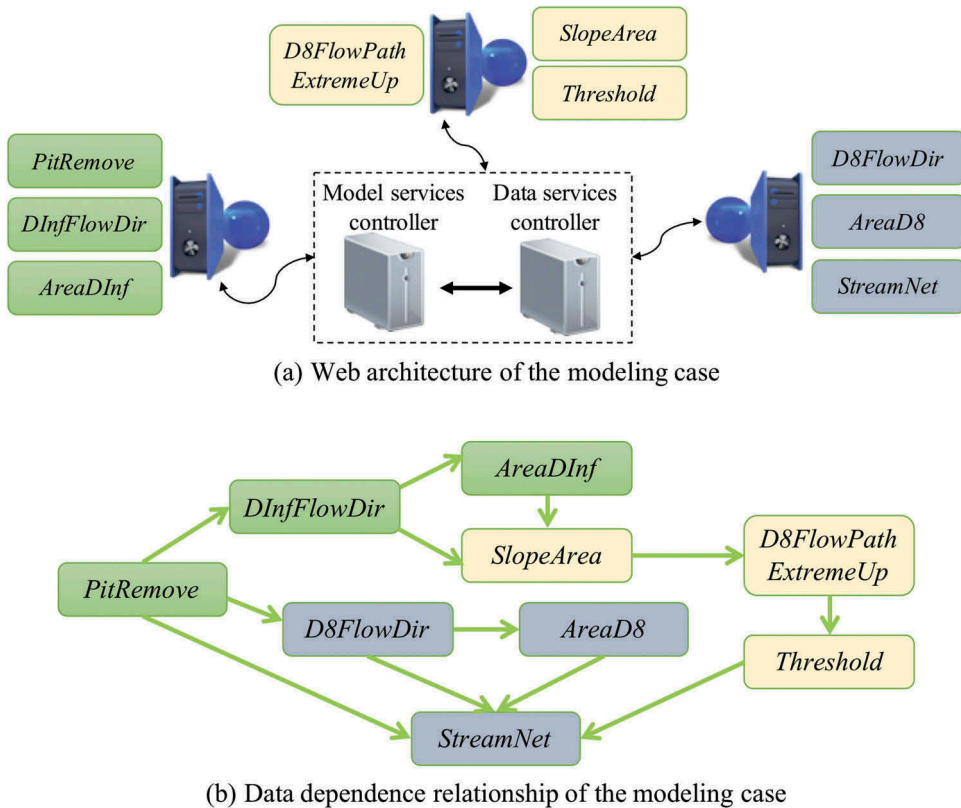 D8FlowPath
ExtremeUp
SlopeArea
Threshold
PitRemove
DInfFlowDir
AreaDInf
Model services
controller
Data services
controller
D8FlowDir
AreaD8
StreamNet
(a) Web architecture of the modeling case
AreaDInf
DInfFlowDir
SlopeArea
D8FlowPath
ExtremeUp
PitRemove
D8FlowDir
AreaD8
Threshold
StreamNet
(b) Data dependence relationship of the modeling case